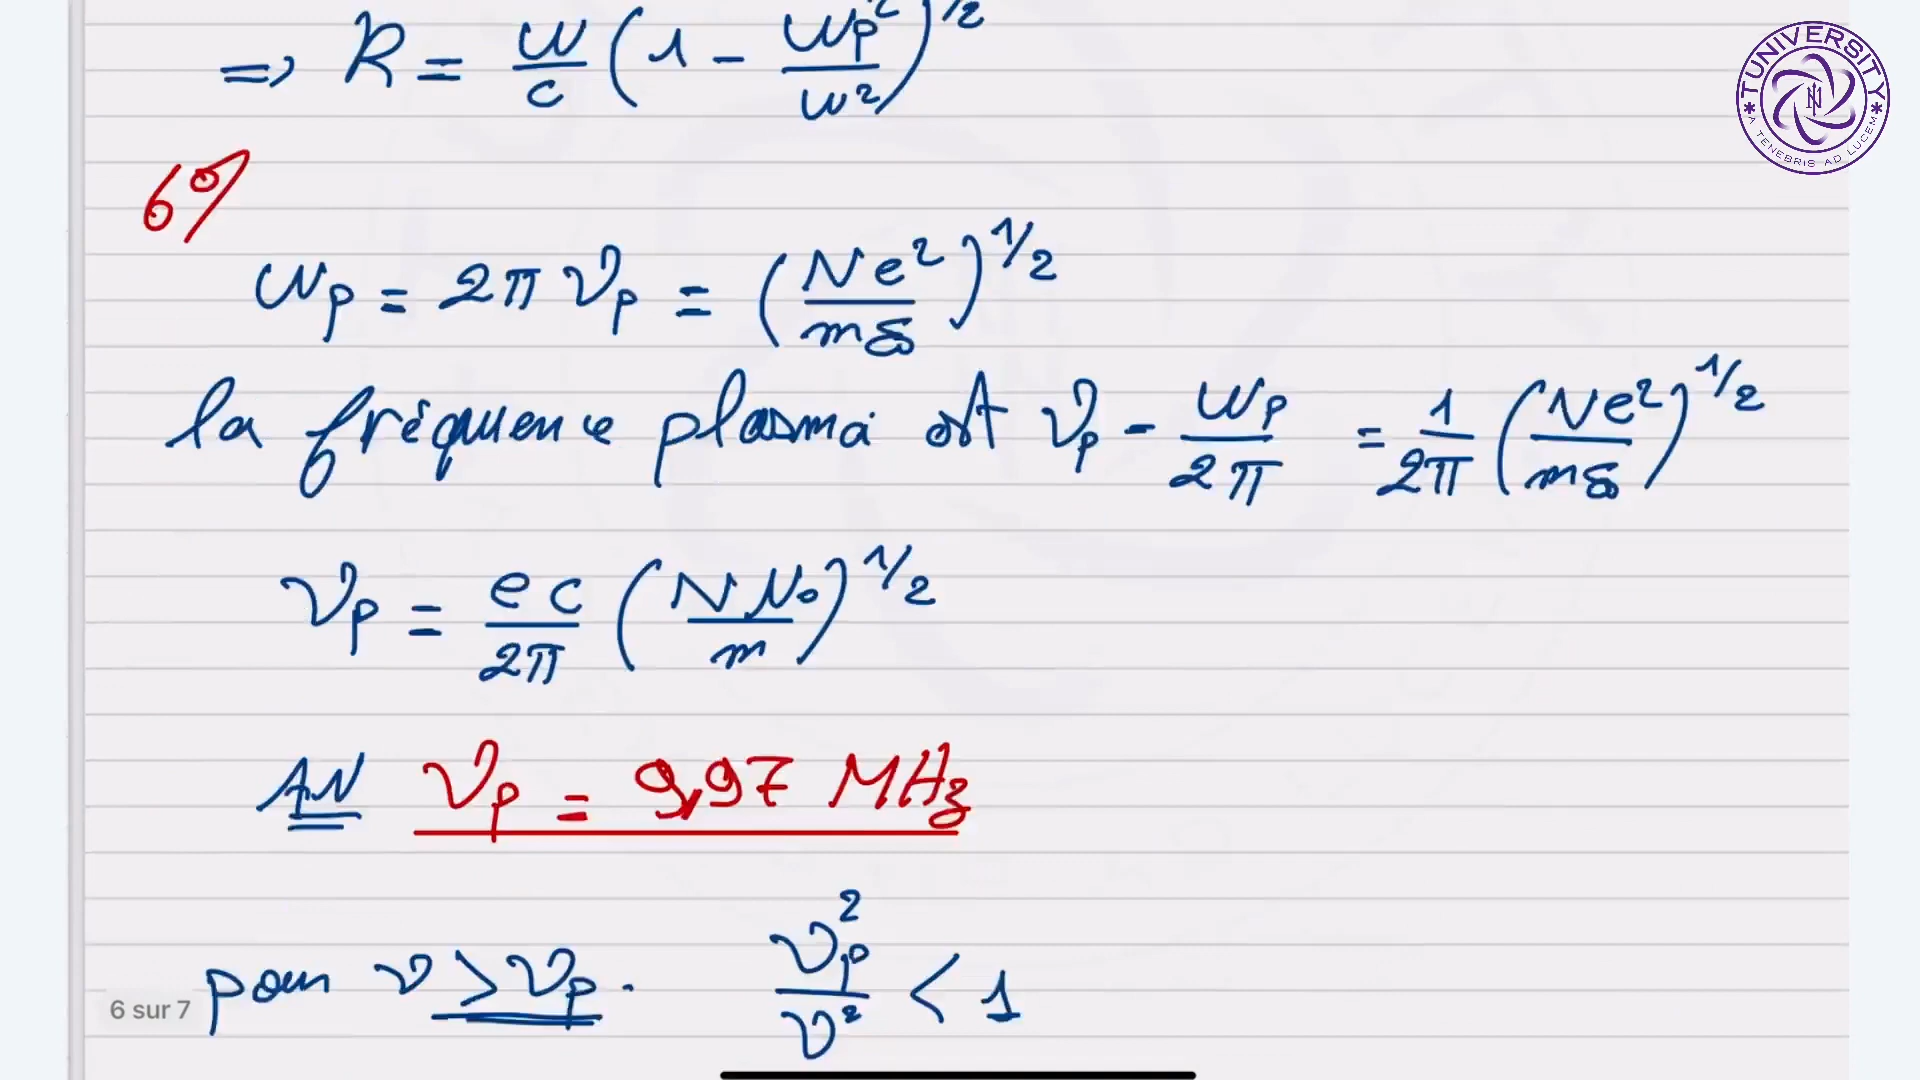 => k = ω/c (1 - ωp²/ω²)^1/2
TUNIVERSITY
A TENEBRIS AD LUCEM
6°/
ωp = 2π νp = (Ne²/mε₀)^1/2
la fréquence plasma est νp = ωp/2π = 1/2π (Ne²/mε₀)^1/2
νp = ec/2π (Nμ₀/m)^1/2
AN νp = 9,97 MHz
pour ν > νp. νp²/ν² < 1
6 sur 7